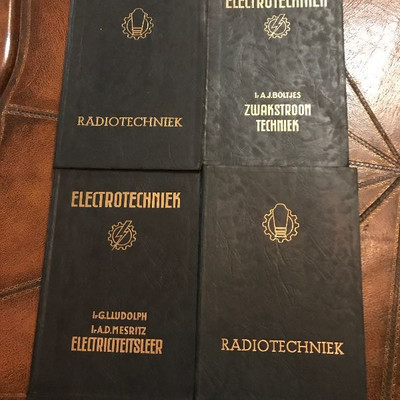 RADIOTECHNIEK
ELECTROTECHNIEK
Ir A.J. BOLTJES
ZWAKSTROOM
TECHNIEK
ELECTROTECHNIEK
Ir G.L. LUDOLPH
Ir A.D. MESRITZ
ELECTRICITEITSLEER
RADIOTECHNIEK